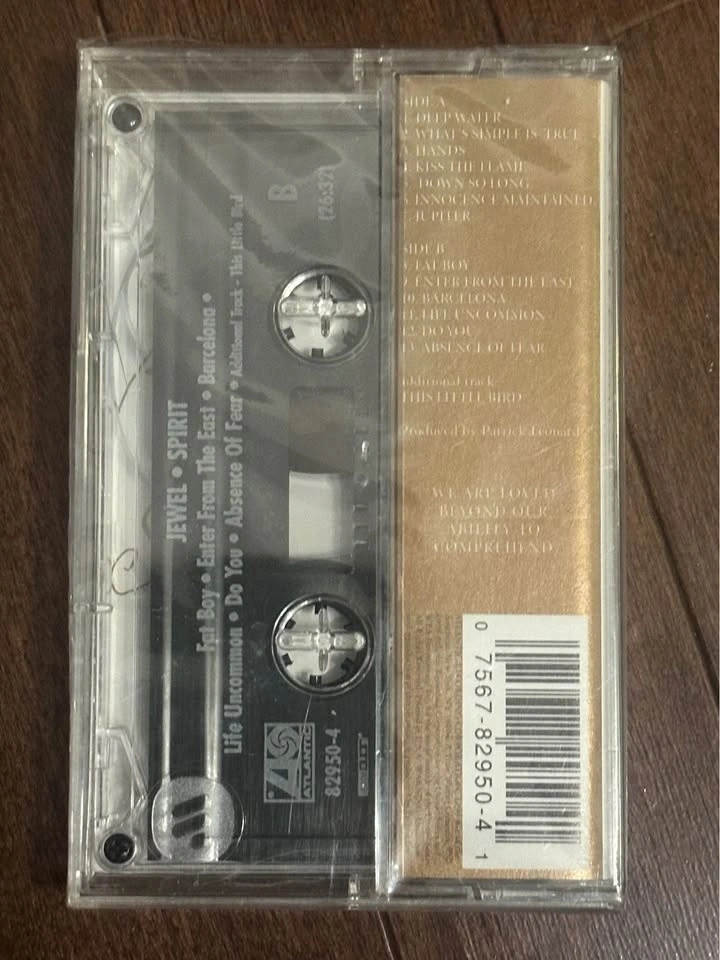 SIDE A
1. DEEP WATER
2. WHAT'S SIMPLE IS TRUE
3. HANDS
4. KISS THE FLAME
5. DOWN SO LONG
6. INNOCENCE MAINTAINED
7. JUPITER
SIDE B
8. FAT BOY
9. ENTER FROM THE EAST
10. BARCELONA
11. LIFE UNCOMMON
12. DO YOU
13. ABSENCE OF FEAR
additional track -
THIS LITTLE BIRD
Produced by Patrick Leonard
WE ARE LOVED
BEYOND OUR
ABILITY TO
COMPREHEND
0 7567-82950-4 1
B
(26:37)
JEWEL • SPIRIT
Fat Boy • Enter From The East • Barcelona •
Life Uncommon • Do You • Absence Of Fear • Additional Track - This Little Bird
ATLANTIC
82950-4